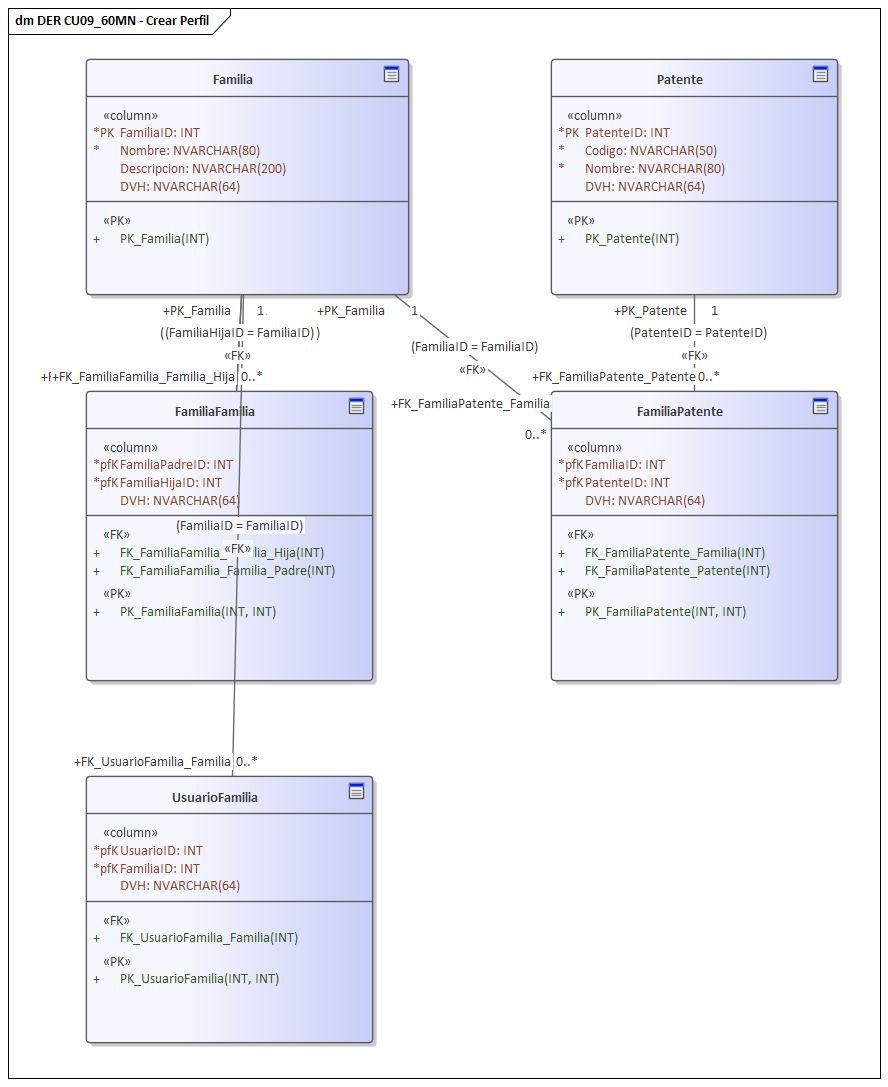 dm DER CU09_60MN - Crear Perfil
Familia
«column»
*PK FamiliaID: INT
* Nombre: NVARCHAR(80)
Descripcion: NVARCHAR(200)
DVH: NVARCHAR(64)
«PK»
+ PK_Familia(INT)
Patente
«column»
*PK PatenteID: INT
* Codigo: NVARCHAR(50)
* Nombre: NVARCHAR(80)
DVH: NVARCHAR(64)
«PK»
+ PK_Patente(INT)
+PK_Familia 1
((FamiliaHijaID = FamiliaID))
«FK»
+FK_FamiliaFamilia_Familia_Hija 0..*
+PK_Familia 1
(FamiliaID = FamiliaID)
«FK»
+FK_FamiliaPatente_Familia
0..*
+PK_Patente 1
(PatenteID = PatenteID)
«FK»
+FK_FamiliaPatente_Patente 0..*
FamiliaFamilia
«column»
*pfK FamiliaPadreID: INT
*pfK FamiliaHijaID: INT
DVH: NVARCHAR(64)
(FamiliaID = FamiliaID)
«FK»
«FK»
+ FK_FamiliaFamilia_Familia_Hija(INT)
+ FK_FamiliaFamilia_Familia_Padre(INT)
«PK»
+ PK_FamiliaFamilia(INT, INT)
FamiliaPatente
«column»
*pfK FamiliaID: INT
*pfK PatenteID: INT
DVH: NVARCHAR(64)
«FK»
+ FK_FamiliaPatente_Familia(INT)
+ FK_FamiliaPatente_Patente(INT)
«PK»
+ PK_FamiliaPatente(INT, INT)
+FK_UsuarioFamilia_Familia 0..*
UsuarioFamilia
«column»
*pfK UsuarioID: INT
*pfK FamiliaID: INT
DVH: NVARCHAR(64)
«FK»
+ FK_UsuarioFamilia_Familia(INT)
«PK»
+ PK_UsuarioFamilia(INT, INT)